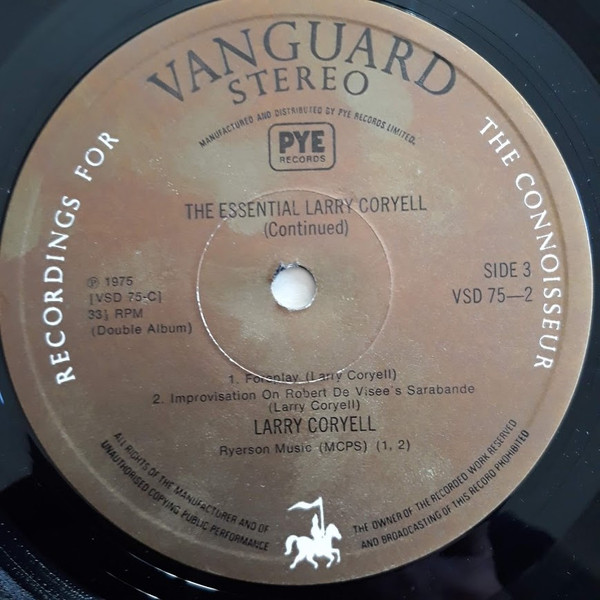 VANGUARD
STEREO
MANUFACTURED AND DISTRIBUTED BY PYE RECORDS LIMITED.
PYE
RECORDS
RECORDINGS FOR
THE CONNOISSEUR
THE ESSENTIAL LARRY CORYELL
(Continued)
℗ 1975
[VSD 75-C]
33⅓ RPM
(Double Album)
SIDE 3
VSD 75—2
1. Foreplay (Larry Coryell)
2. Improvisation On Robert De Visee's Sarabande
(Larry Coryell)
LARRY CORYELL
Ryerson Music (MCPS) (1, 2)
ALL RIGHTS OF THE MANUFACTURER AND OF
THE OWNER OF THE RECORDED WORK RESERVED
UNAUTHORISED COPYING PUBLIC PERFORMANCE
AND BROADCASTING OF THIS RECORD PROHIBITED